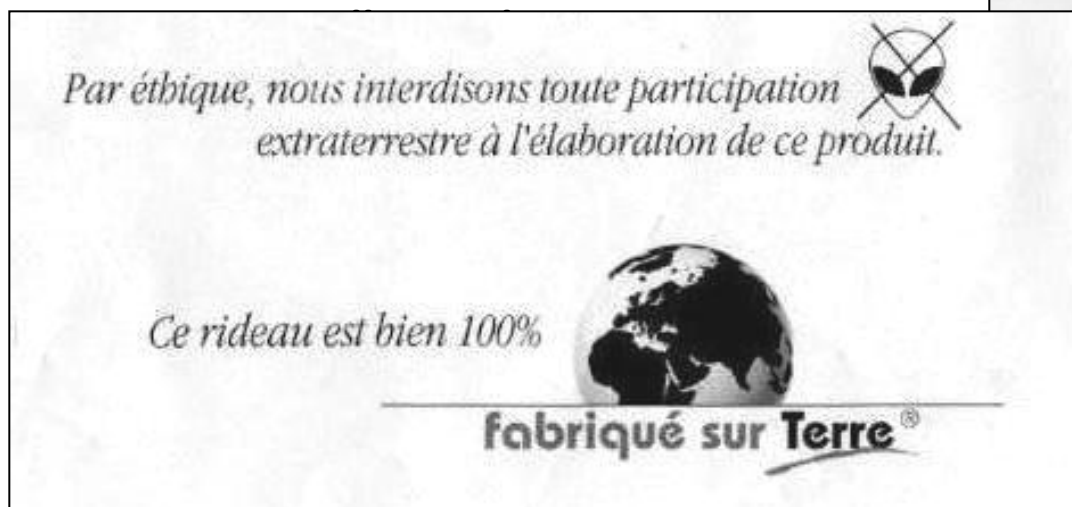 Par éthique, nous interdisons toute participation
extraterrestre à l'élaboration de ce produit.
Ce rideau est bien 100%
fabriqué sur Terre®